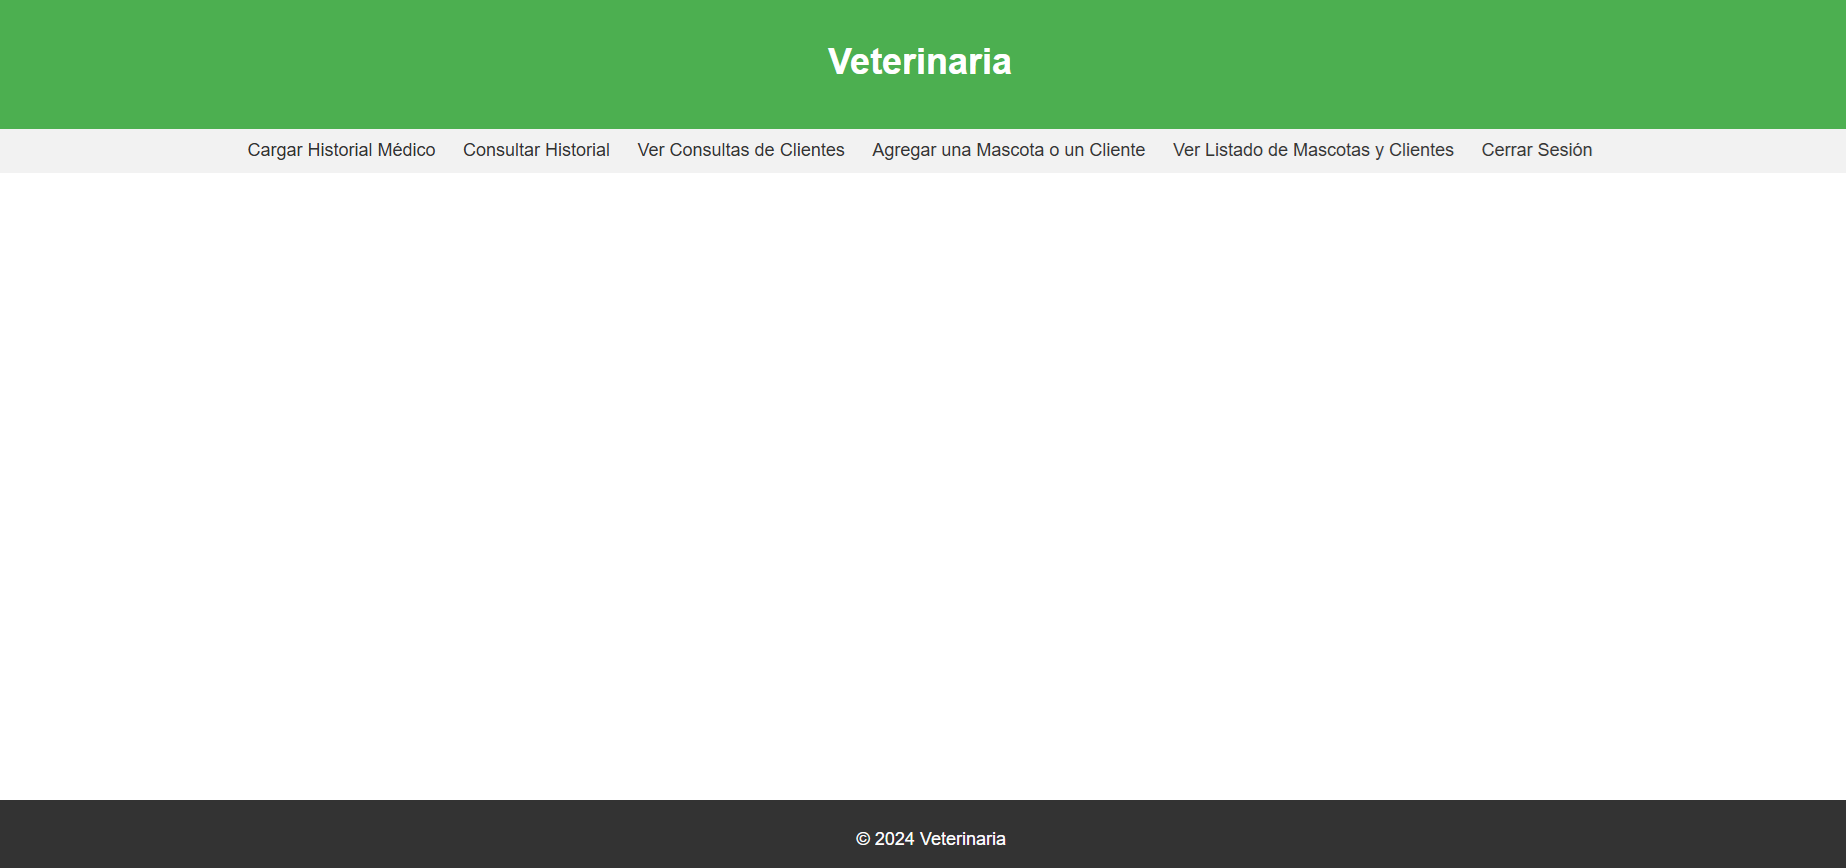 Veterinaria
Cargar Historial Médico Consultar Historial Ver Consultas de Clientes Agregar una Mascota o un Cliente Ver Listado de Mascotas y Clientes Cerrar Sesión
© 2024 Veterinaria